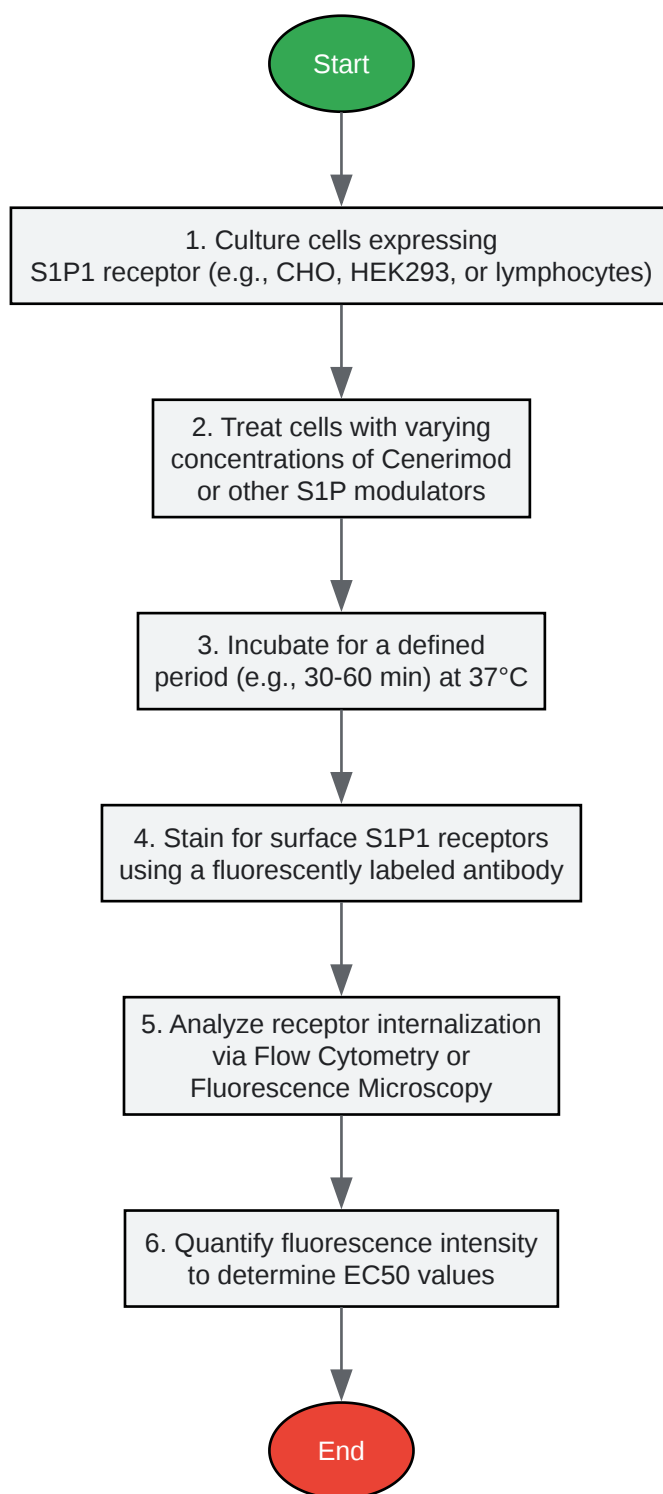 Start
1. Culture cells expressing
S1P1 receptor (e.g., CHO, HEK293, or lymphocytes)
2. Treat cells with varying
concentrations of Cenerimod
or other S1P modulators
3. Incubate for a defined
period (e.g., 30-60 min) at 37°C
4. Stain for surface S1P1 receptors
using a fluorescently labeled antibody
5. Analyze receptor internalization
via Flow Cytometry or
Fluorescence Microscopy
6. Quantify fluorescence intensity
to determine EC50 values
End